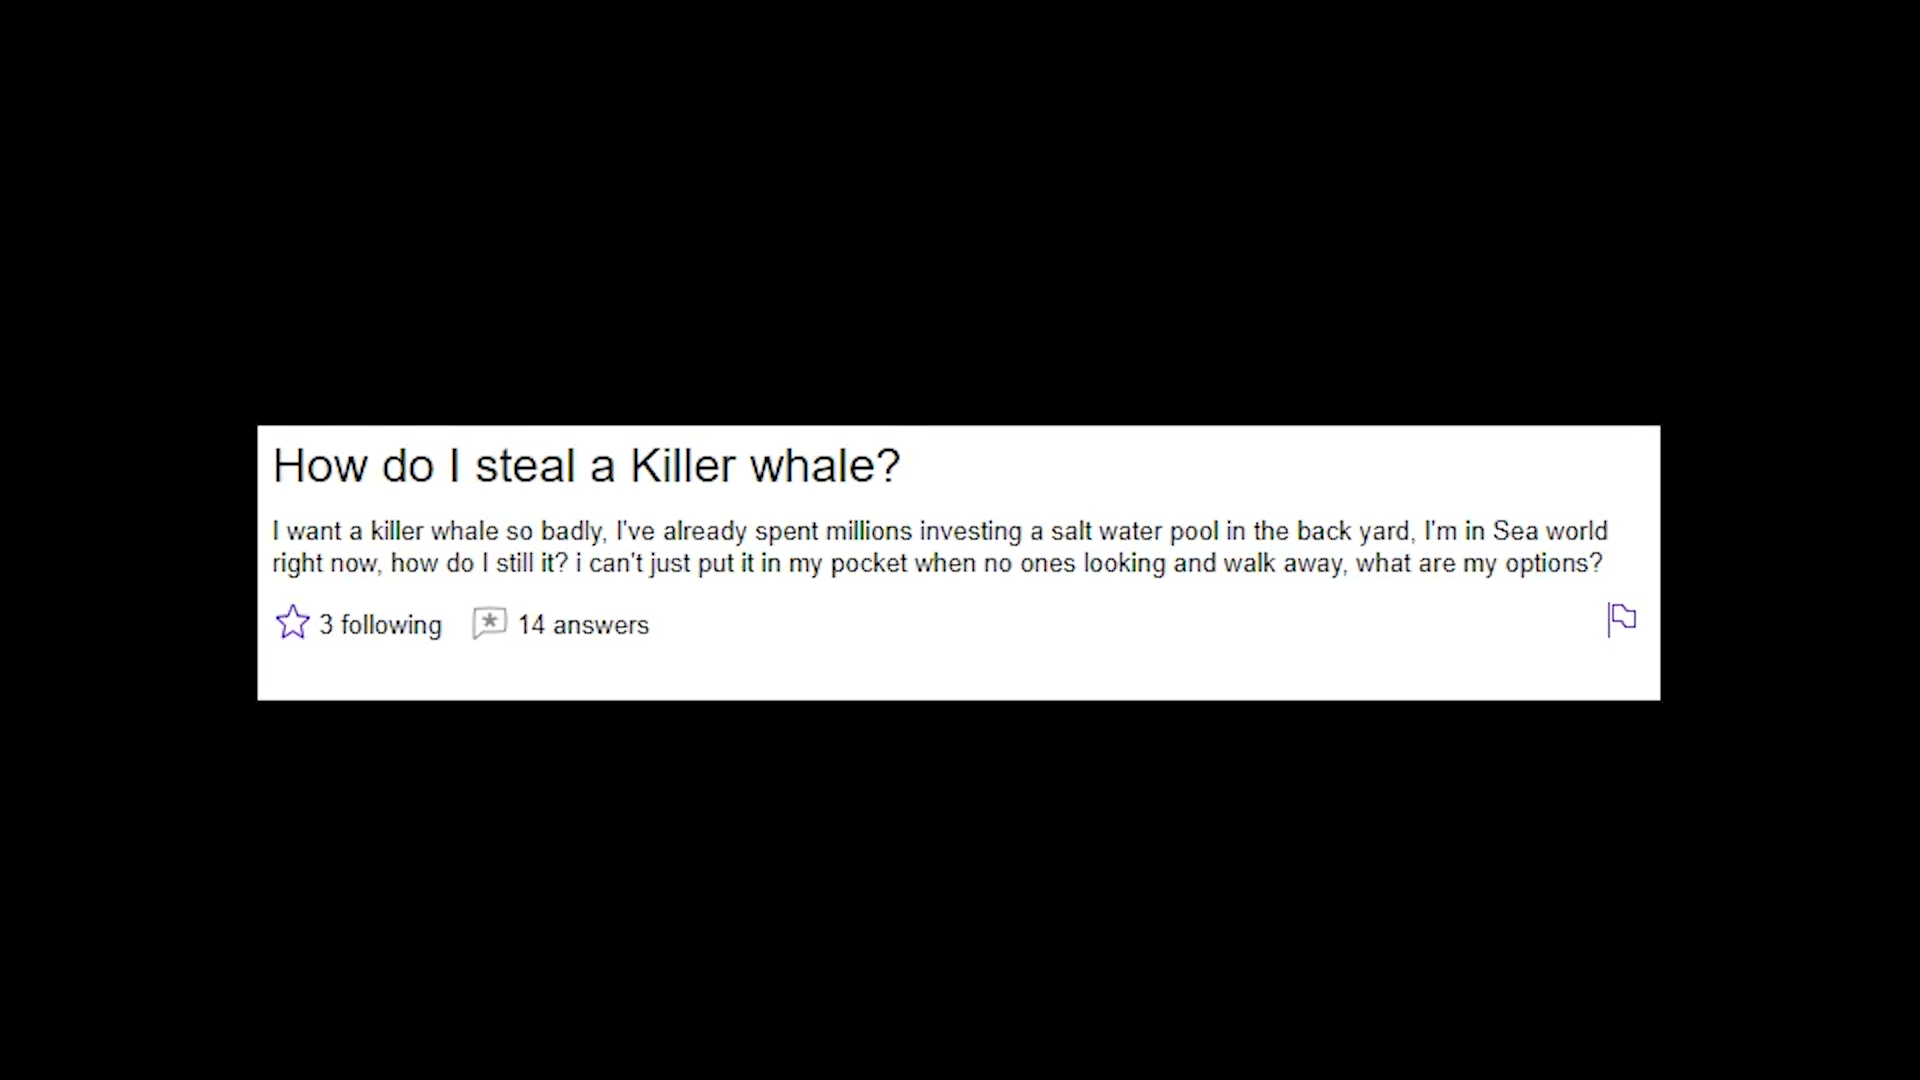 How do I steal a Killer whale?
I want a killer whale so badly, I've already spent millions investing a salt water pool in the back yard, I'm in Sea world
right now, how do I still it? i can't just put it in my pocket when no ones looking and walk away, what are my options?
3 following 14 answers